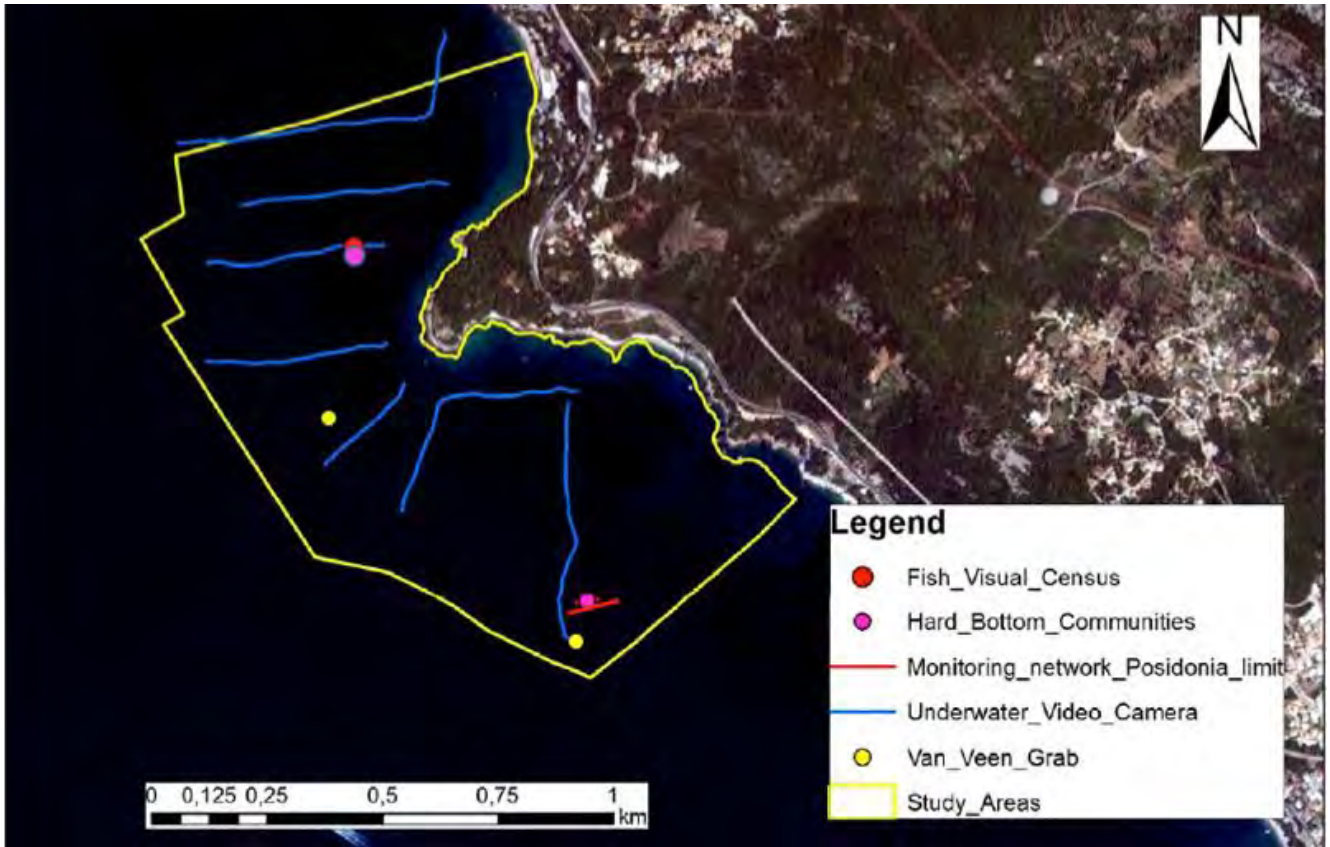 N
Legend
Fish_Visual_Census
Hard_Bottom_Communities
Monitoring_network_Posidonia_limit
Underwater_Video_Camera
Van_Veen_Grab
Study_Areas
0 0,125 0,25 0,5 0,75 1
km